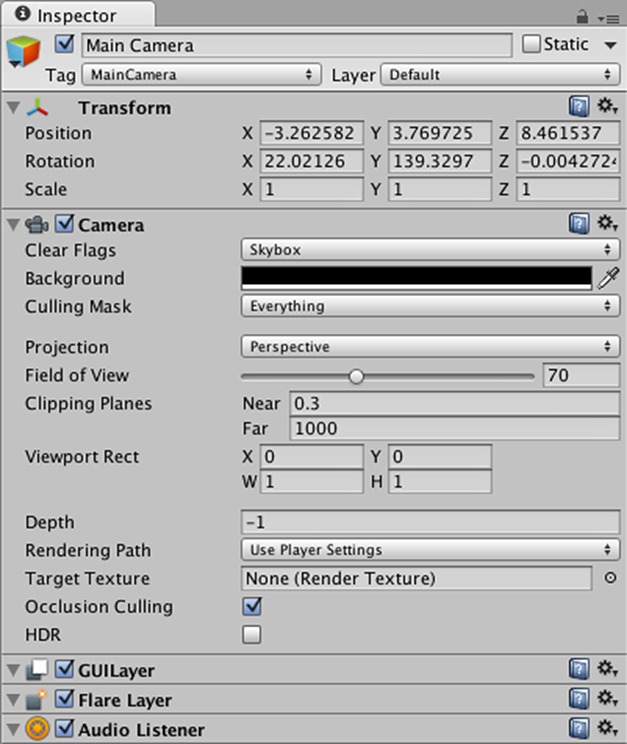 Inspector
Main Camera Static
Tag MainCamera Layer Default
Transform
Position X -3.262582 Y 3.769725 Z 8.461537
Rotation X 22.02126 Y 139.3297 Z -0.0042724
Scale X 1 Y 1 Z 1
Camera
Clear Flags Skybox
Background
Culling Mask Everything
Projection Perspective
Field of View 70
Clipping Planes Near 0.3
Far 1000
Viewport Rect X 0 Y 0
W 1 H 1
Depth -1
Rendering Path Use Player Settings
Target Texture None (Render Texture)
Occlusion Culling
HDR
GUILayer
Flare Layer
Audio Listener